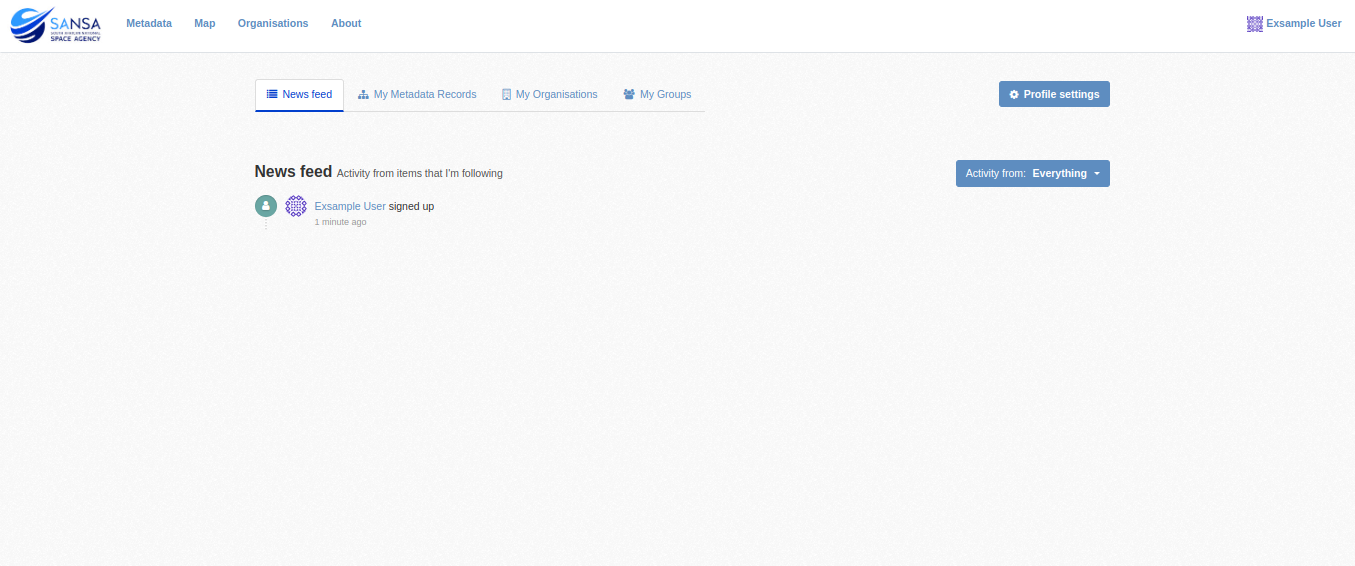 SANSA
SOUTH AFRICAN NATIONAL
SPACE AGENCY
Metadata Map Organisations About
Exsample User
News feed My Metadata Records My Organisations My Groups
Profile settings
News feed Activity from items that I'm following
Activity from: Everything
Exsample User signed up
1 minute ago